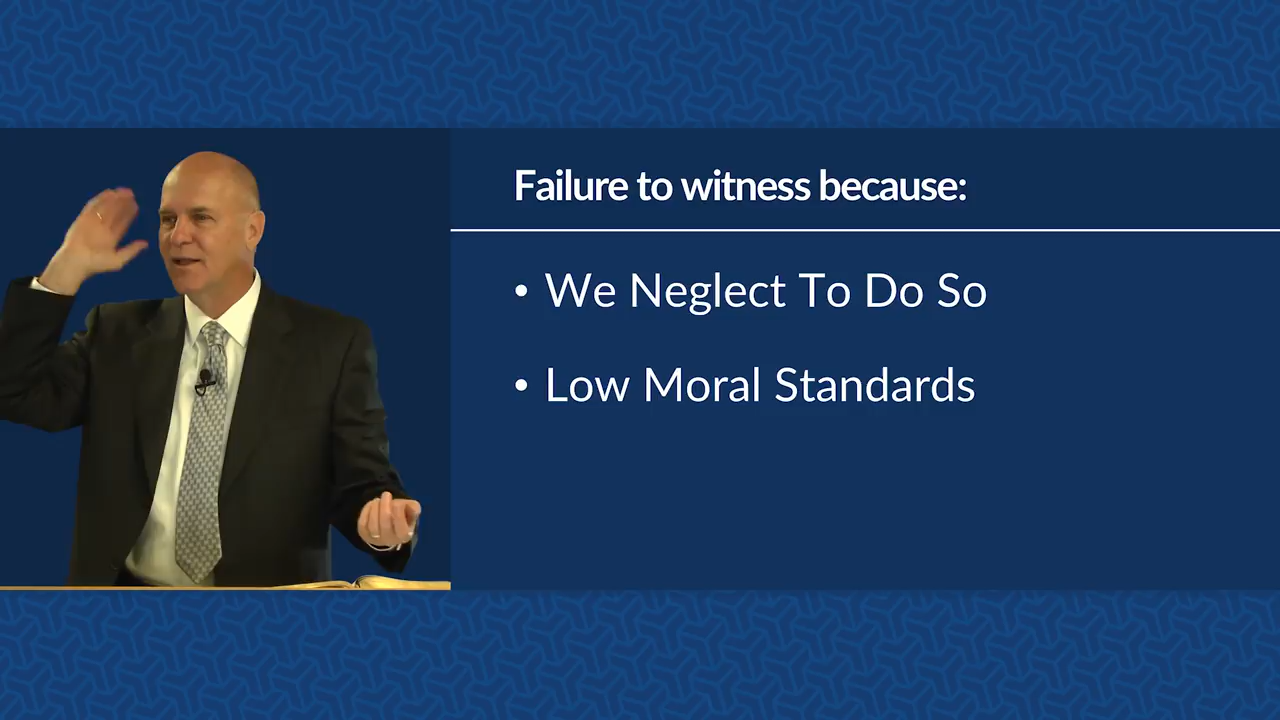 Failure to witness because:
• We Neglect To Do So
• Low Moral Standards